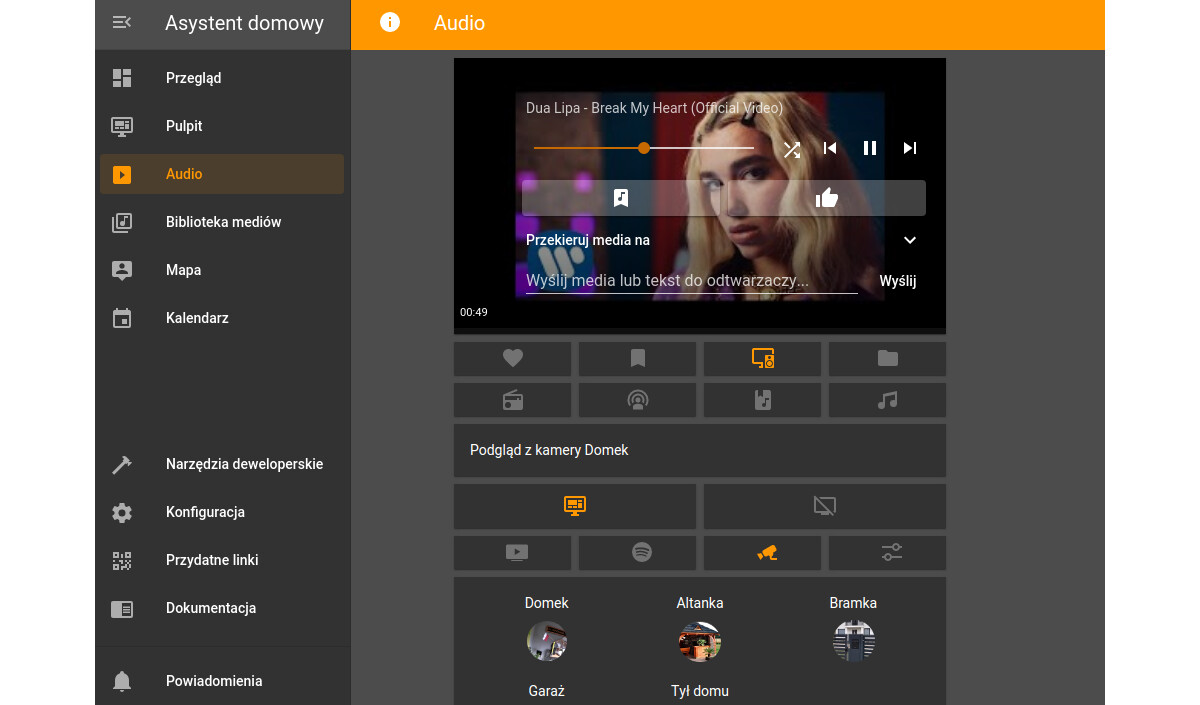 Asystent domowy
Audio
Przegląd
Pulpit
Audio
Biblioteka mediów
Mapa
Kalendarz
Narzędzia deweloperskie
Konfiguracja
Przydatne linki
Dokumentacja
Powiadomienia
Dua Lipa - Break My Heart (Official Video)
Przekieruj media na
Wyślij media lub tekst do odtwarzaczy...
Wyślij
00:49
Podgląd z kamery Domek
Domek
Altanka
Bramka
Garaż
Tył domu